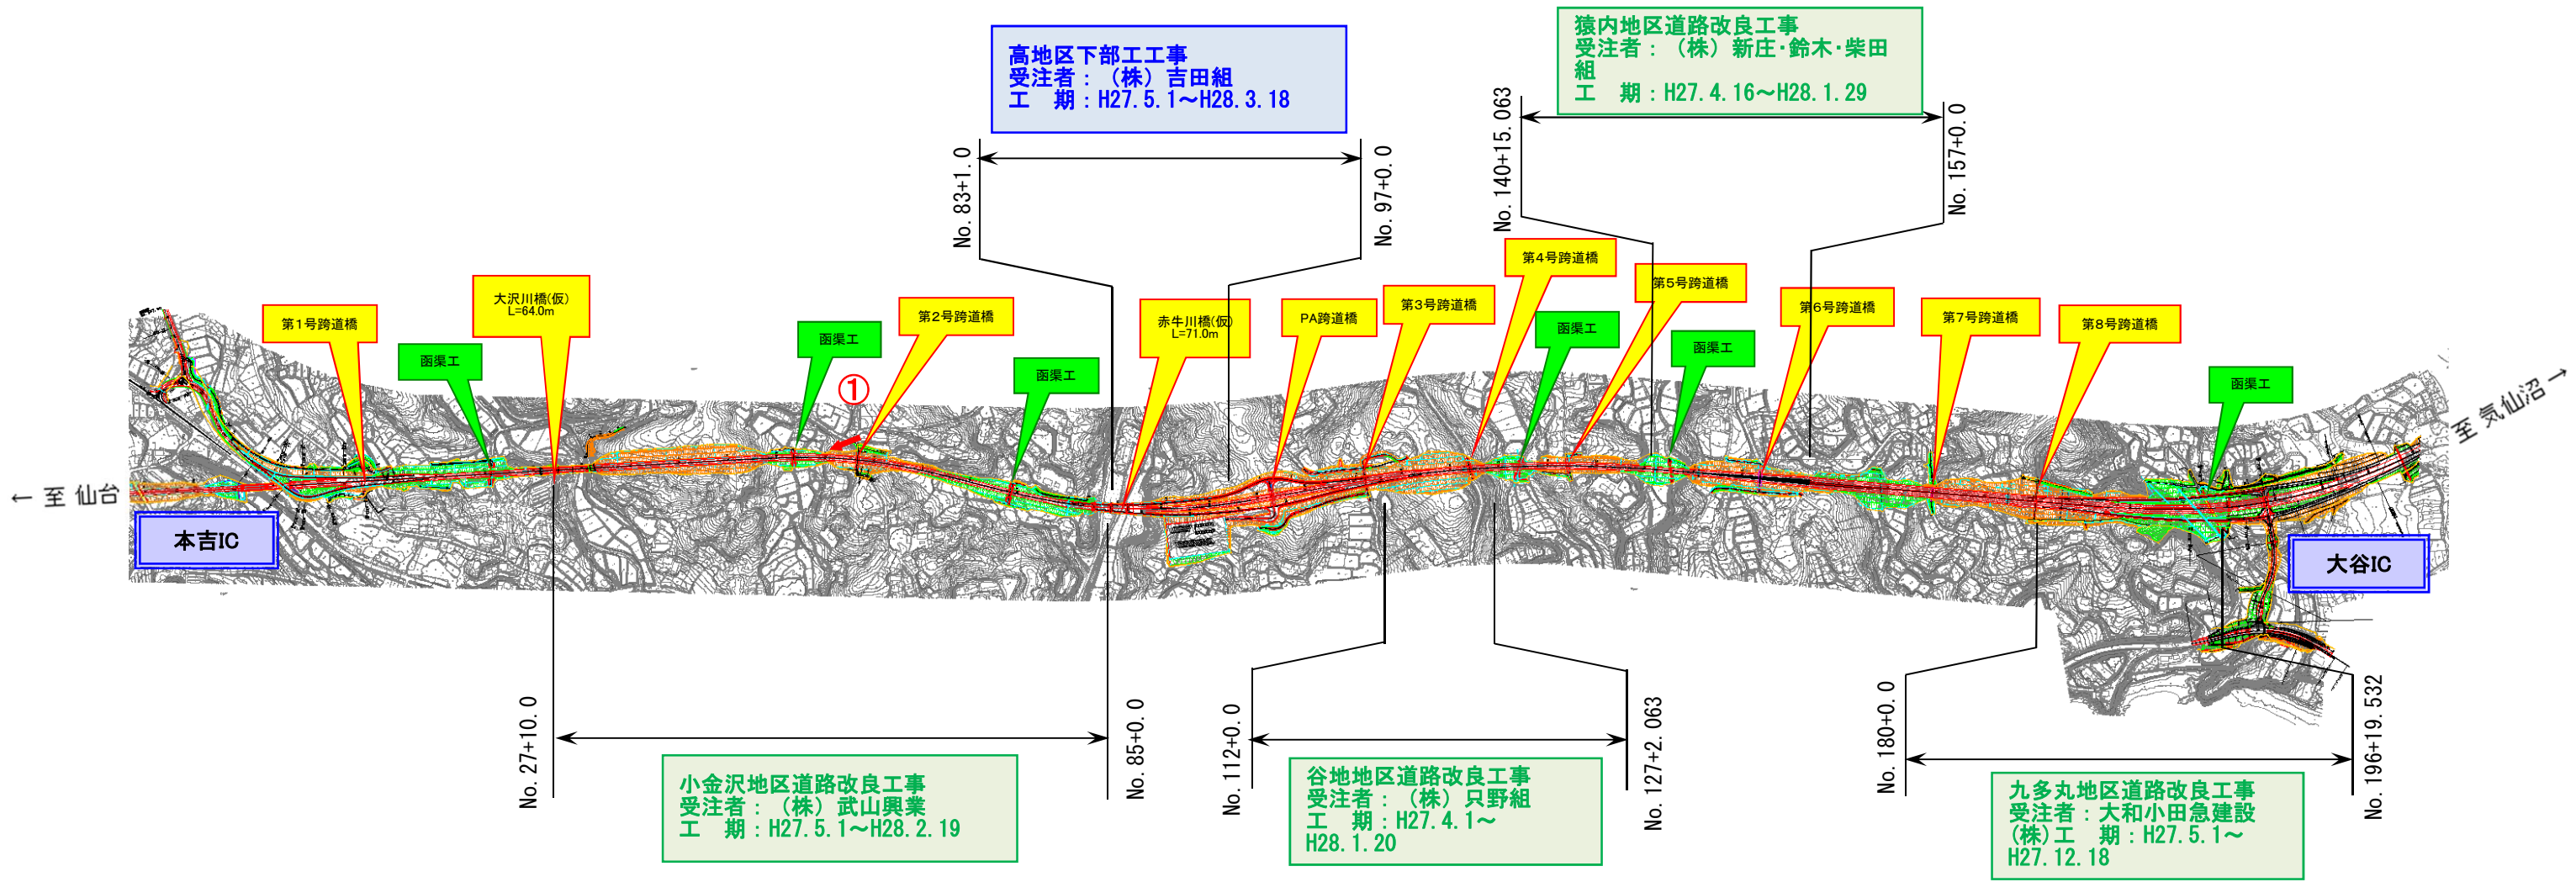 高地区下部工工事
受注者：（株）吉田組
工　期：H27.5.1～H28.3.18
猿内地区道路改良工事
受注者：（株）新庄・鈴木・柴田
組
工　期：H27.4.16～H28.1.29
No.83+1.0
No.97+0.0
No.140+15.063
No.157+0.0
第1号跨道橋
函渠工
大沢川橋(仮)
L=64.0m
函渠工
第2号跨道橋
函渠工
赤牛川橋(仮)
L=71.0m
PA跨道橋
第3号跨道橋
第4号跨道橋
函渠工
第5号跨道橋
函渠工
第6号跨道橋
第7号跨道橋
第8号跨道橋
函渠工
①
← 至 仙台
至 気仙沼 →
本吉IC
大谷IC
No.27+10.0
No.85+0.0
No.112+0.0
No.127+2.063
No.180+0.0
No.196+19.532
小金沢地区道路改良工事
受注者：（株）武山興業
工　期：H27.5.1～H28.2.19
谷地地区道路改良工事
受注者：（株）只野組
工　期：H27.4.1～
H28.1.20
九多丸地区道路改良工事
受注者：大和小田急建設
(株)工　期：H27.5.1～
H27.12.18